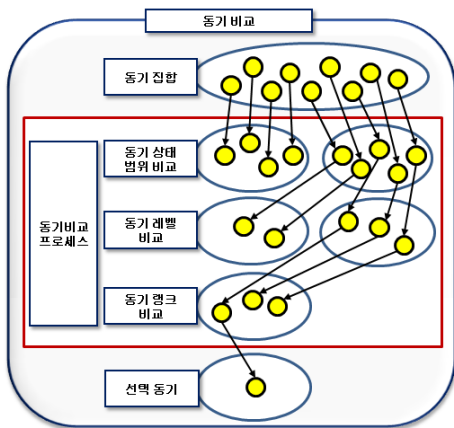 동기 비교
동기 집합
동기 상태
범위 비교
동기비교
프로세스
동기 레벨
비교
동기 랭크
비교
선택 동기